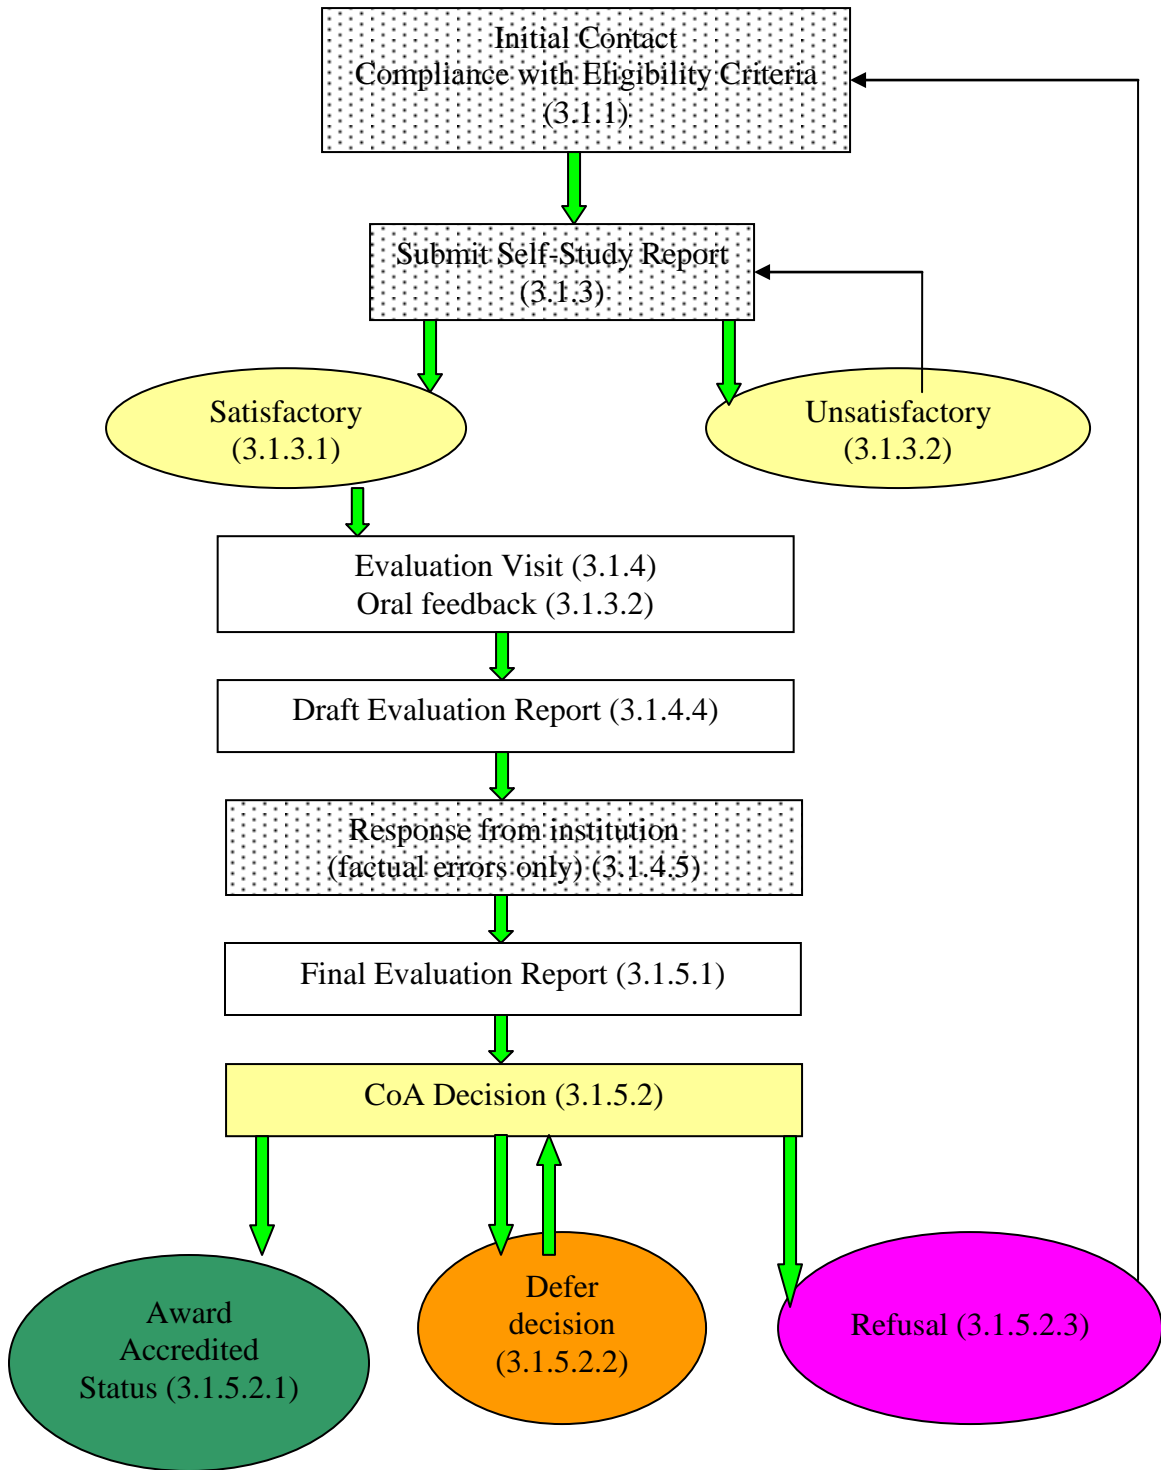 Initial Contact
Compliance with Eligibility Criteria
(3.1.1)
Submit Self-Study Report
(3.1.3)
Satisfactory
(3.1.3.1)
Unsatisfactory
(3.1.3.2)
Evaluation Visit (3.1.4)
Oral feedback (3.1.3.2)
Draft Evaluation Report (3.1.4.4)
Response from institution
(factual errors only) (3.1.4.5)
Final Evaluation Report (3.1.5.1)
CoA Decision (3.1.5.2)
Award
Accredited
Status (3.1.5.2.1)
Defer
decision
(3.1.5.2.2)
Refusal (3.1.5.2.3)